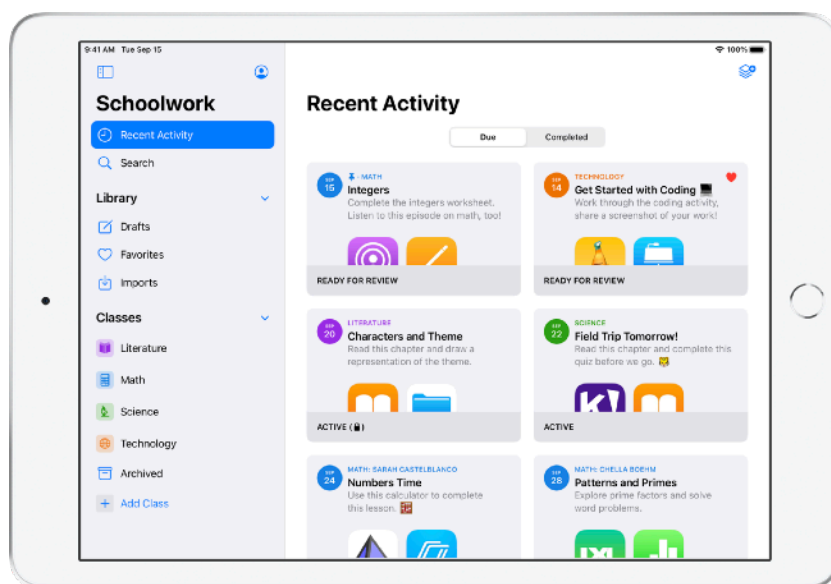 9:41 AM Tue Sep 15
100%
Schoolwork
Recent Activity
Search
Library
Drafts
Favorites
Imports
Classes
Literature
Math
Science
Technology
Archived
Add Class
Recent Activity
Due
Completed
SEP
15
MATH
Integers
Complete the integers worksheet.
Listen to this episode on math, too!
READY FOR REVIEW
SEP
14
TECHNOLOGY
Get Started with Coding
Work through the coding activity,
share a screenshot of your work!
READY FOR REVIEW
SEP
20
LITERATURE
Characters and Theme
Read this chapter and draw a
representation of the theme.
ACTIVE (🔒)
SEP
22
SCIENCE
Field Trip Tomorrow!
Read this chapter and complete this
quiz before we go.
K!
ACTIVE
SEP
24
MATH: SARAH CASTELBLANCO
Numbers Time
Use this calculator to complete
this lesson.
SEP
28
MATH: CHELLA BOEHM
Patterns and Primes
Explore prime factors and solve
word problems.
IXL